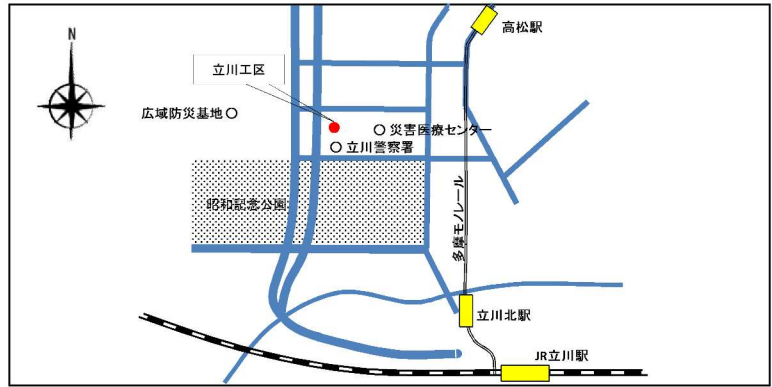 高松駅
N
立川工区
広域防災基地
災害医療センター
立川警察署
昭和記念公園
多摩モノレール
立川北駅
JR立川駅